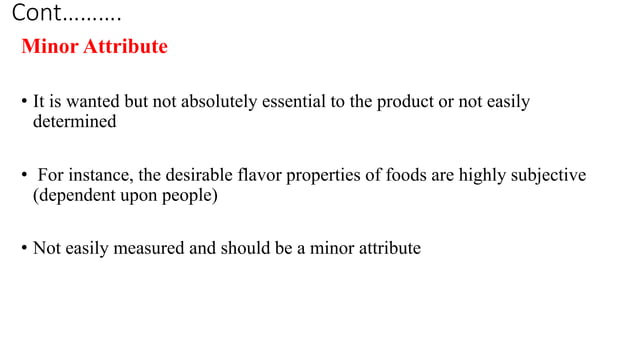 Cont……….
Minor Attribute
• It is wanted but not absolutely essential to the product or not easily
determined
• For instance, the desirable flavor properties of foods are highly subjective
(dependent upon people)
• Not easily measured and should be a minor attribute